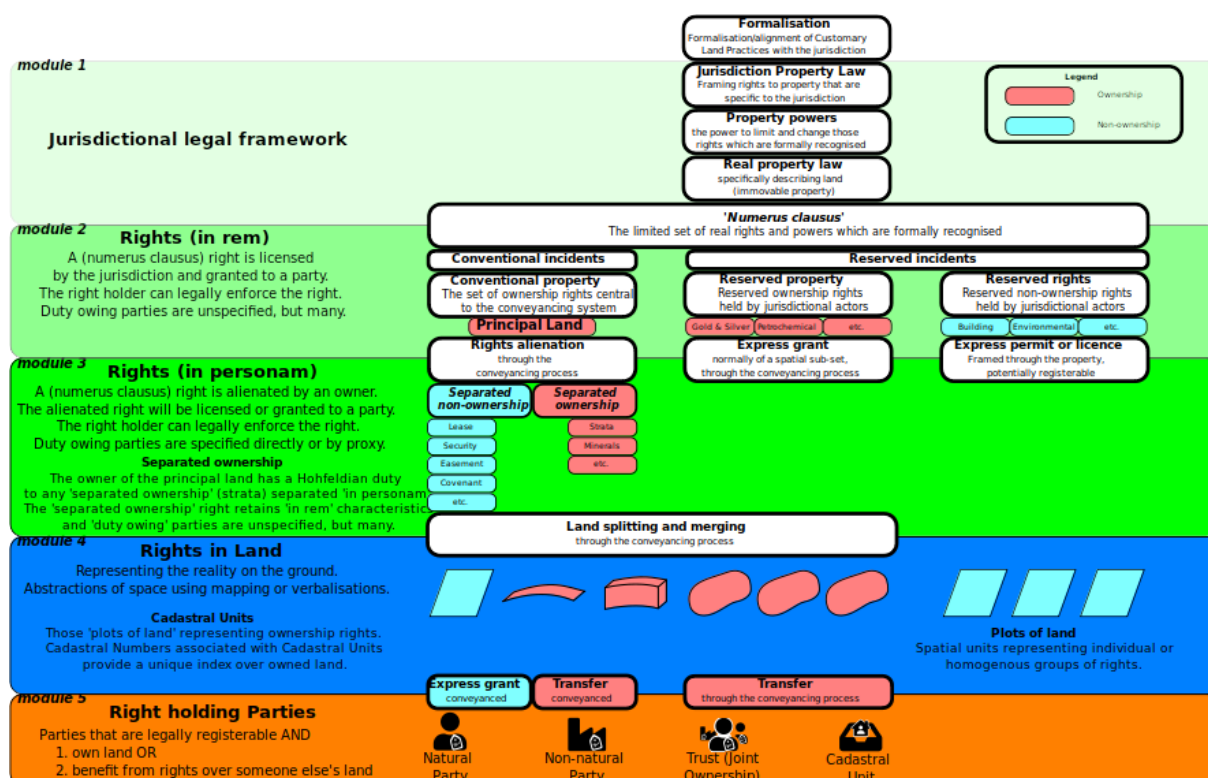 Formalisation
Formalisation/alignment of Customary
Land Practices with the jurisdiction
module 1
Jurisdictional legal framework
Jurisdiction Property Law
Framing rights to property that are
specific to the jurisdiction
Property powers
the power to limit and change those
rights which are formally recognised
Real property law
specifically describing land
(immovable property)
Legend
Ownership
Non-ownership
'Numerus clausus'
The limited set of real rights and powers which are formally recognised
module 2
Rights (in rem)
A (numerus clausus) right is licensed
by the jurisdiction and granted to a party.
The right holder can legally enforce the right.
Duty owing parties are unspecified, but many.
Conventional incidents
Reserved incidents
Conventional property
The set of ownership rights central
to the conveyancing system
Principal Land
Reserved property
Reserved ownership rights
held by jurisdictional actors
Gold & Silver
Petrochemical
etc.
Reserved rights
Reserved non-ownership rights
held by jurisdictional actors
Building
Environmental
etc.
Rights alienation
through the
conveyancing process
Express grant
normally of a spatial sub-set,
through the conveyancing process
Express permit or licence
Framed through the property,
potentially registerable
module 3
Rights (in personam)
A (numerus clausus) right is alienated by an owner.
The alienated right will be licensed or granted to a party.
The right holder can legally enforce the right.
Duty owing parties are specified directly or by proxy.
Separated ownership
The owner of the principal land has a Hohfeldian duty
to any 'separated ownership' (strata) separated 'in personam
The 'separated ownership' right retains 'in rem' characteristics
and 'duty owing' parties are unspecified, but many.
Separated
non-ownership
Lease
Security
Easement
Covenant
etc.
Separated
ownership
Strata
Minerals
etc.
Land splitting and merging
through the conveyancing process
module 4
Rights in Land
Representing the reality on the ground.
Abstractions of space using mapping or verbalisations.
Cadastral Units
Those 'plots of land' representing ownership rights.
Cadastral Numbers associated with Cadastral Units
provide a unique index over owned land.
Plots of land
Spatial units representing individual or
homogenous groups of rights.
Express grant
conveyanced
Transfer
conveyanced
Transfer
through the conveyancing process
module 5
Right holding Parties
Parties that are legally registerable AND
1. own land OR
2. benefit from rights over someone else's land
Natural
Party
Non-natural
Party
Trust (Joint
Ownership)
Cadastral
Unit